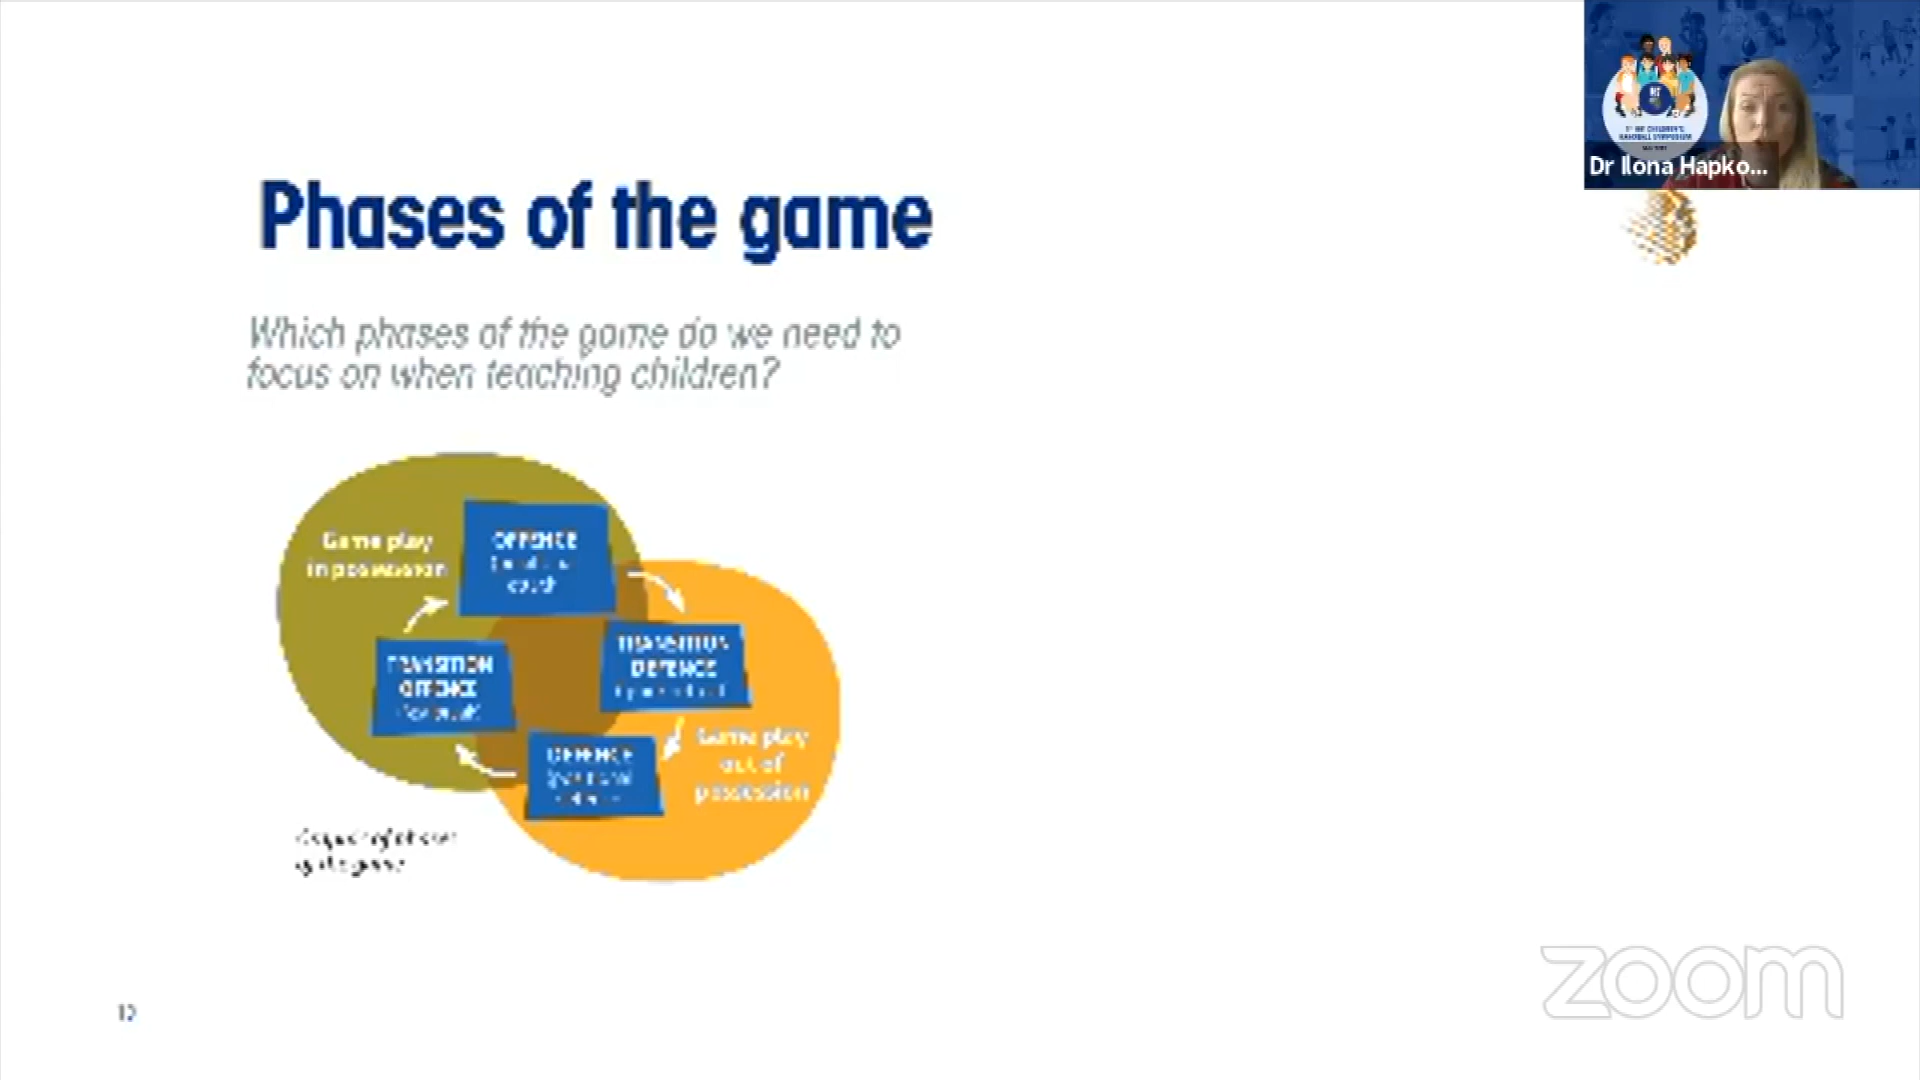 Dr Ilona Hapko...
Phases of the game
Which phases of the game do we need to
focus on when teaching children?
Game play
in possession
OFFENCE
TRANSITION
OFFENCE
TRANSITION
DEFENCE
DEFENCE
Game play
out of
possession
zoom